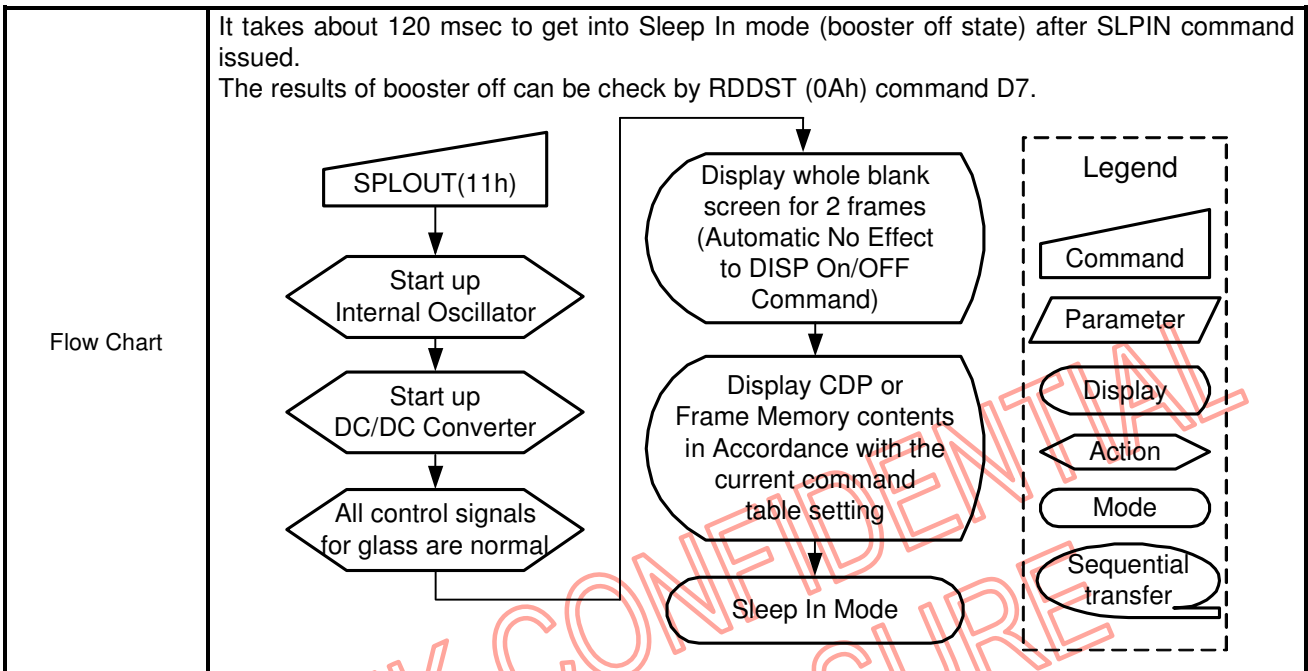 Flow Chart
It takes about 120 msec to get into Sleep In mode (booster off state) after SLPIN command
issued.
The results of booster off can be check by RDDST (0Ah) command D7.
SPLOUT(11h)
Start up
Internal Oscillator
Start up
DC/DC Converter
All control signals
for glass are normal
Display whole blank
screen for 2 frames
(Automatic No Effect
to DISP On/OFF
Command)
Display CDP or
Frame Memory contents
in Accordance with the
current command
table setting
Sleep In Mode
Legend
Command
Parameter
Display
Action
Mode
Sequential
transfer
CONFIDENTIAL